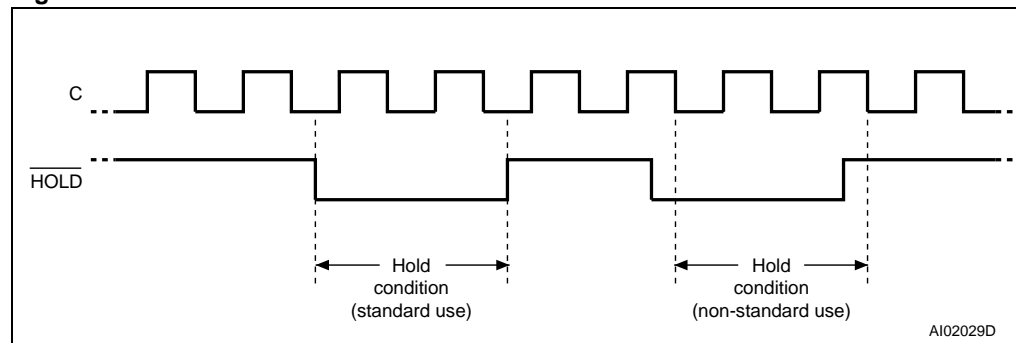 C
HOLD
Hold
condition
(standard use)
Hold
condition
(non-standard use)
AI02029D